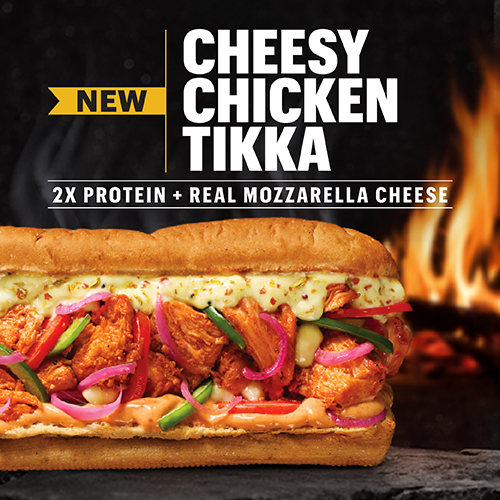 NEW
CHEESY
CHICKEN
TIKKA
2X PROTEIN + REAL MOZZARELLA CHEESE